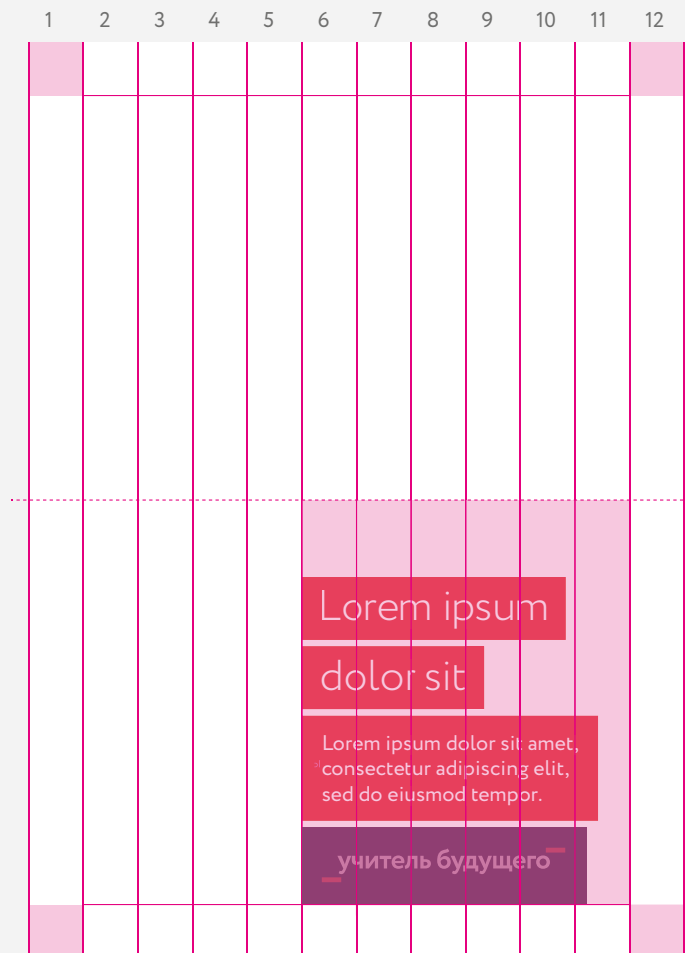 1 2 3 4 5 6 7 8 9 10 11 12
Lorem ipsum
dolor sit
Lorem ipsum dolor sit amet,
consectetur adipiscing elit,
sed do eiusmod tempor.
учитель будущего